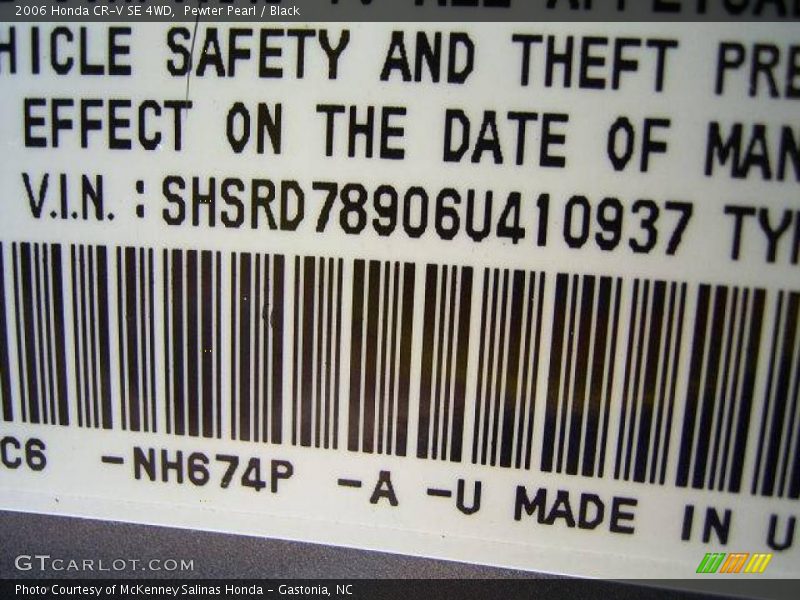 2006 Honda CR-V SE 4WD, Pewter Pearl / Black
HICLE SAFETY AND THEFT PRE
EFFECT ON THE DATE OF MAN
V.I.N. : SHSRD78906U410937 TYP
C6 -NH674P -A -U MADE IN U
GTCARLOT.COM
Photo Courtesy of McKenney Salinas Honda - Gastonia, NC